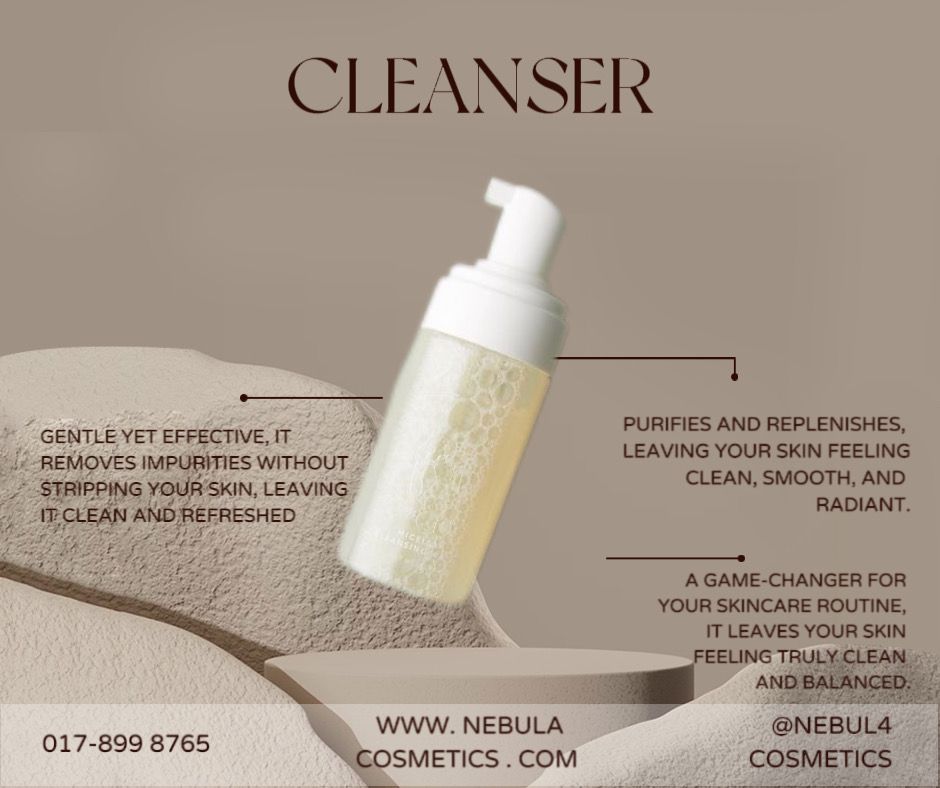 CLEANSER
GENTLE YET EFFECTIVE, IT
REMOVES IMPURITIES WITHOUT
STRIPPING YOUR SKIN, LEAVING
IT CLEAN AND REFRESHED
PURIFIES AND REPLENISHES,
LEAVING YOUR SKIN FEELING
CLEAN, SMOOTH, AND
RADIANT.
CLEANSING
A GAME-CHANGER FOR
YOUR SKINCARE ROUTINE,
IT LEAVES YOUR SKIN
FEELING TRULY CLEAN
AND BALANCED.
017-899 8765
WWW. NEBULA
COSMETICS . COM
@NEBUL4
COSMETICS